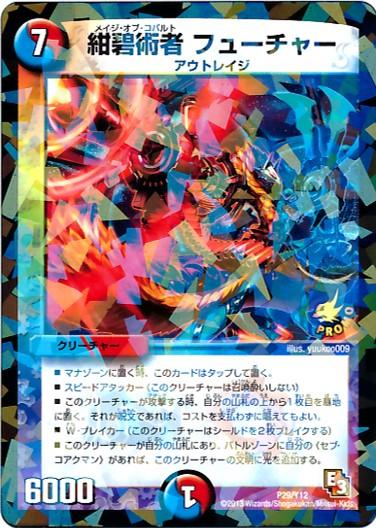 7
メイジ・オブ・コバルト
紺碧術者 フューチャー
アウトレイジ
PROMO
illus. yuukoo009
クリーチャー
■ マナゾーンに置く時、このカードはタップして置く。
■ スピードアタッカー(このクリーチャーは召喚酔いしない)
■ このクリーチャーが攻撃する時、自分の山札の上から1枚目を墓地に置く。それが呪文であれば、コストを支払わずに唱えてもよい。
■ W・ブレイカー(このクリーチャーはシールドを2枚ブレイクする)
■ このクリーチャーが自分の山札にあり、バトルゾーンに自分の《セブ・コアクマン》があれば、このクリーチャーの文明に光を追加する。
6000
1
E3
P29/Y12
©2013 Wizards/Shogakukan/Mitsui-Kids